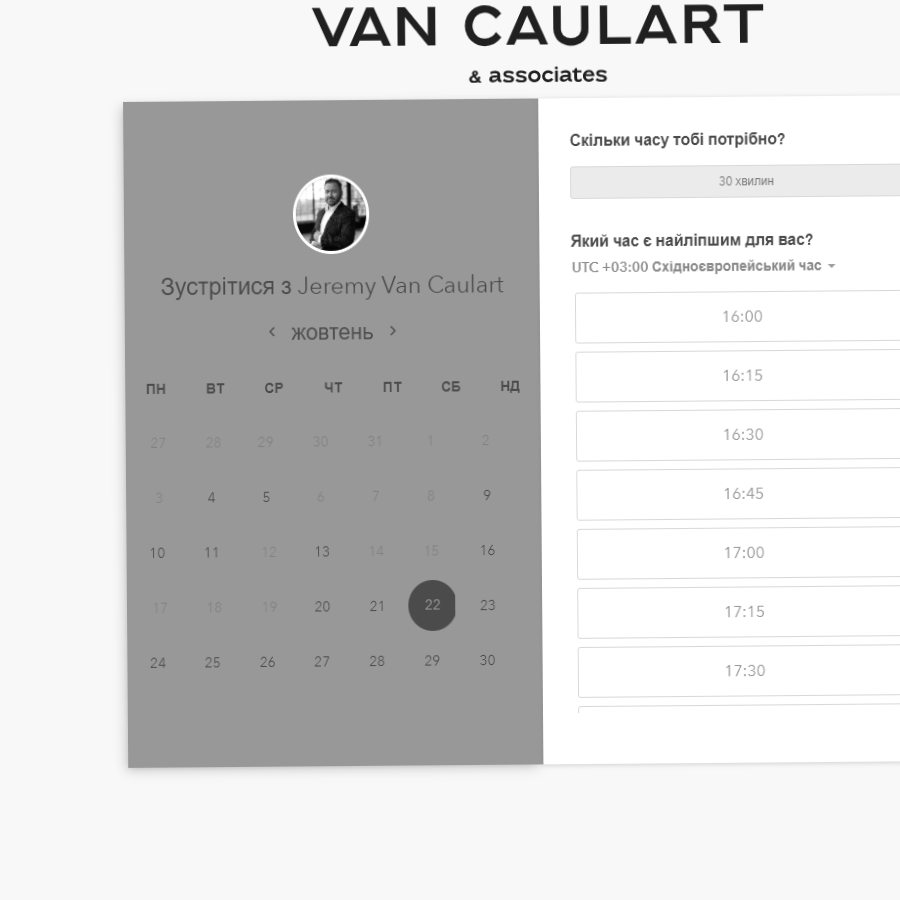 VAN CAULART
& associates
Зустрітися з Jeremy Van Caulart
жовтень
ПН ВТ СР ЧТ ПТ СБ НД
27 28 29 30 31 1 2
3 4 5 6 7 8 9
10 11 12 13 14 15 16
17 18 19 20 21 22 23
24 25 26 27 28 29 30
Скільки часу тобі потрібно?
30 хвилин
Який час є найліпшим для вас?
UTC +03:00 Східноєвропейський час
16:00
16:15
16:30
16:45
17:00
17:15
17:30